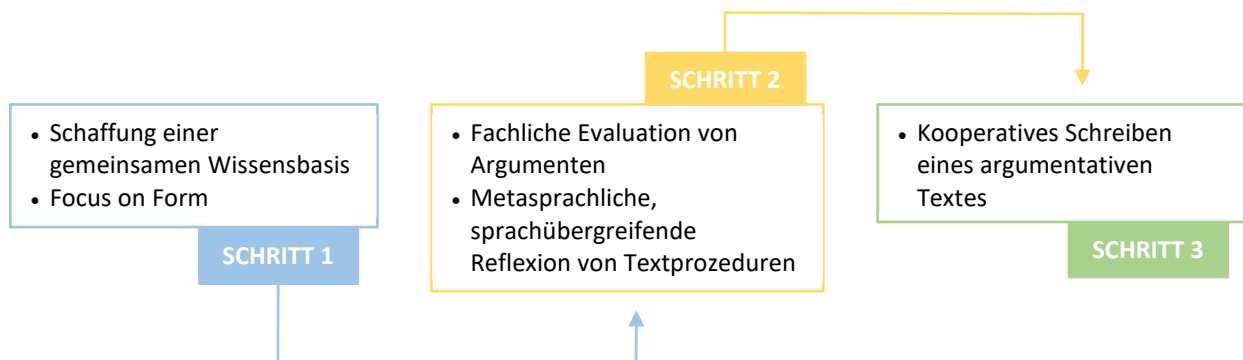 • Schaffung einer
gemeinsamen Wissensbasis
• Focus on Form
SCHRITT 1
SCHRITT 2
• Fachliche Evaluation von
Argumenten
• Metasprachliche,
sprachübergreifende
Reflexion von Textprozeduren
• Kooperatives Schreiben
eines argumentativen
Textes
SCHRITT 3